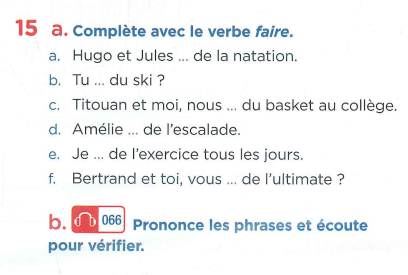 15 a. Complète avec le verbe faire.
a. Hugo et Jules ... de la natation.
b. Tu ... du ski ?
c. Titouan et moi, nous ... du basket au collège.
d. Amélie ... de l'escalade.
e. Je ... de l'exercice tous les jours.
f. Bertrand et toi, vous ... de l'ultimate ?
b. 066 Prononce les phrases et écoute
pour vérifier.